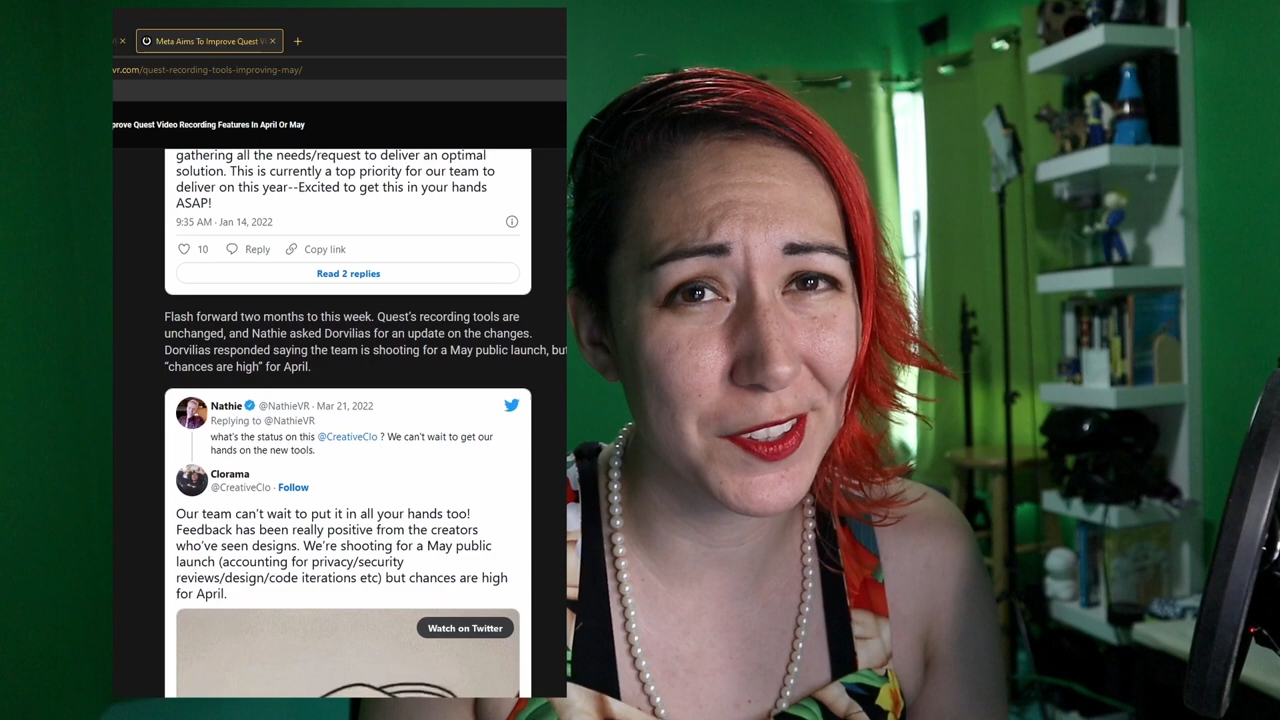 Meta Aims To Improve Quest
vr.com/quest-recording-tools-improving-may/
prove Quest Video Recording Features In April Or May
gathering all the needs/request to deliver an optimal
solution. This is currently a top priority for our team to
deliver on this year--Excited to get this in your hands
ASAP!
9:35 AM · Jan 14, 2022
10 Reply Copy link
Read 2 replies
Flash forward two months to this week. Quest's recording tools are
unchanged, and Nathie asked Dorvilias for an update on the changes.
Dorvilias responded saying the team is shooting for a May public launch, but
“chances are high” for April.
Nathie @NathieVR · Mar 21, 2022
Replying to @NathieVR
what's the status on this @CreativeClo ? We can't wait to get our
hands on the new tools.
Clorama
@CreativeClo · Follow
Our team can't wait to put it in all your hands too!
Feedback has been really positive from the creators
who've seen designs. We're shooting for a May public
launch (accounting for privacy/security
reviews/design/code iterations etc) but chances are high
for April.
Watch on Twitter